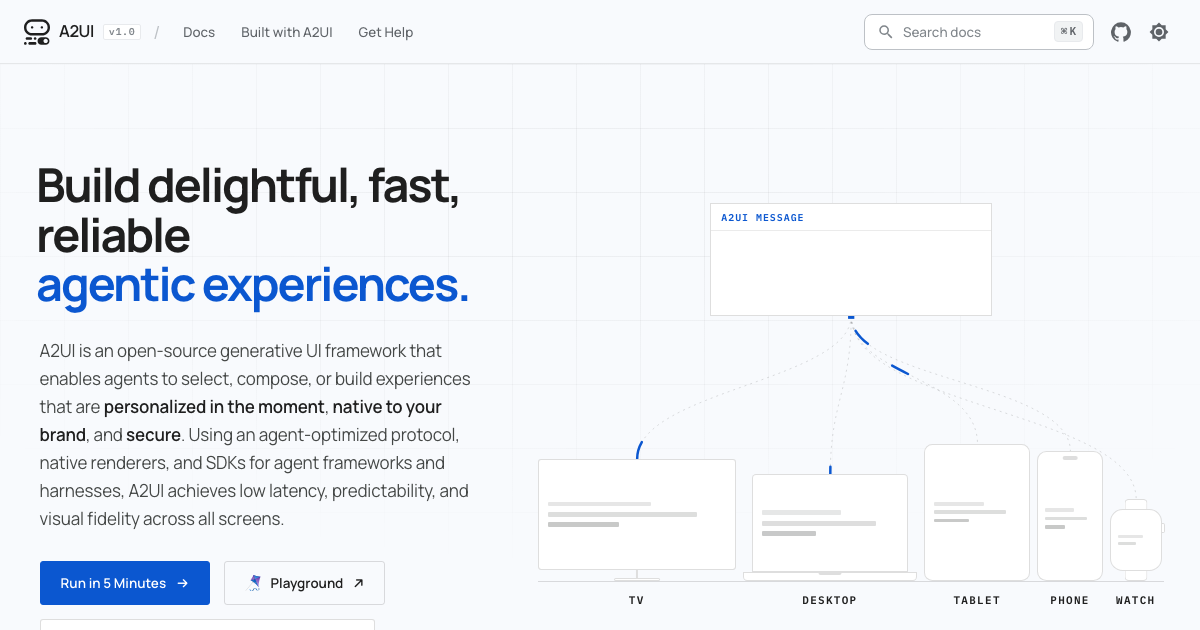 A2UI v1.0 / Docs Built with A2UI Get Help Search docs ⌘K
Build delightful, fast,
reliable
agentic experiences.
A2UI is an open-source generative UI framework that
enables agents to select, compose, or build experiences
that are personalized in the moment, native to your
brand, and secure. Using an agent-optimized protocol,
native renderers, and SDKs for agent frameworks and
harnesses, A2UI achieves low latency, predictability, and
visual fidelity across all screens.
Run in 5 Minutes → Playground ↗
A2UI MESSAGE
TV DESKTOP TABLET PHONE WATCH